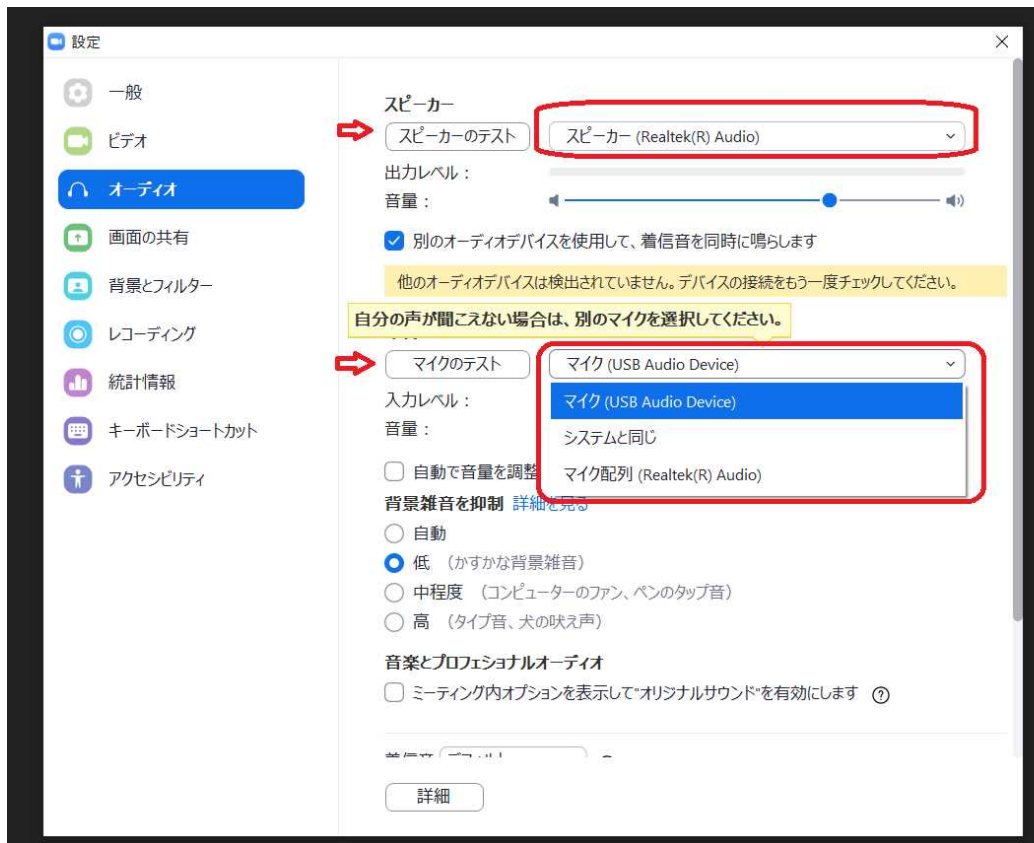 設定
一般
ビデオ
オーディオ
画面の共有
背景とフィルター
レコーディング
統計情報
キーボードショートカット
アクセシビリティ
スピーカー
スピーカーのテスト
スピーカー (Realtek(R) Audio)
出力レベル：
音量：
別のオーディオデバイスを使用して、着信音を同時に鳴らします
他のオーディオデバイスは検出されていません。デバイスの接続をもう一度チェックしてください。
自分の声が聞こえない場合は、別のマイクを選択してください。
マイクのテスト
マイク (USB Audio Device)
マイク (USB Audio Device)
システムと同じ
マイク配列 (Realtek(R) Audio)
入力レベル：
音量：
自動で音量を調整
背景雑音を抑制 詳細を見る
自動
低 （かすかな背景雑音）
中程度 （コンピューターのファン、ペンのタップ音）
高 （タイプ音、犬の吠え声）
音楽とプロフェショナルオーディオ
ミーティング内オプションを表示して"オリジナルサウンド"を有効にします
詳細